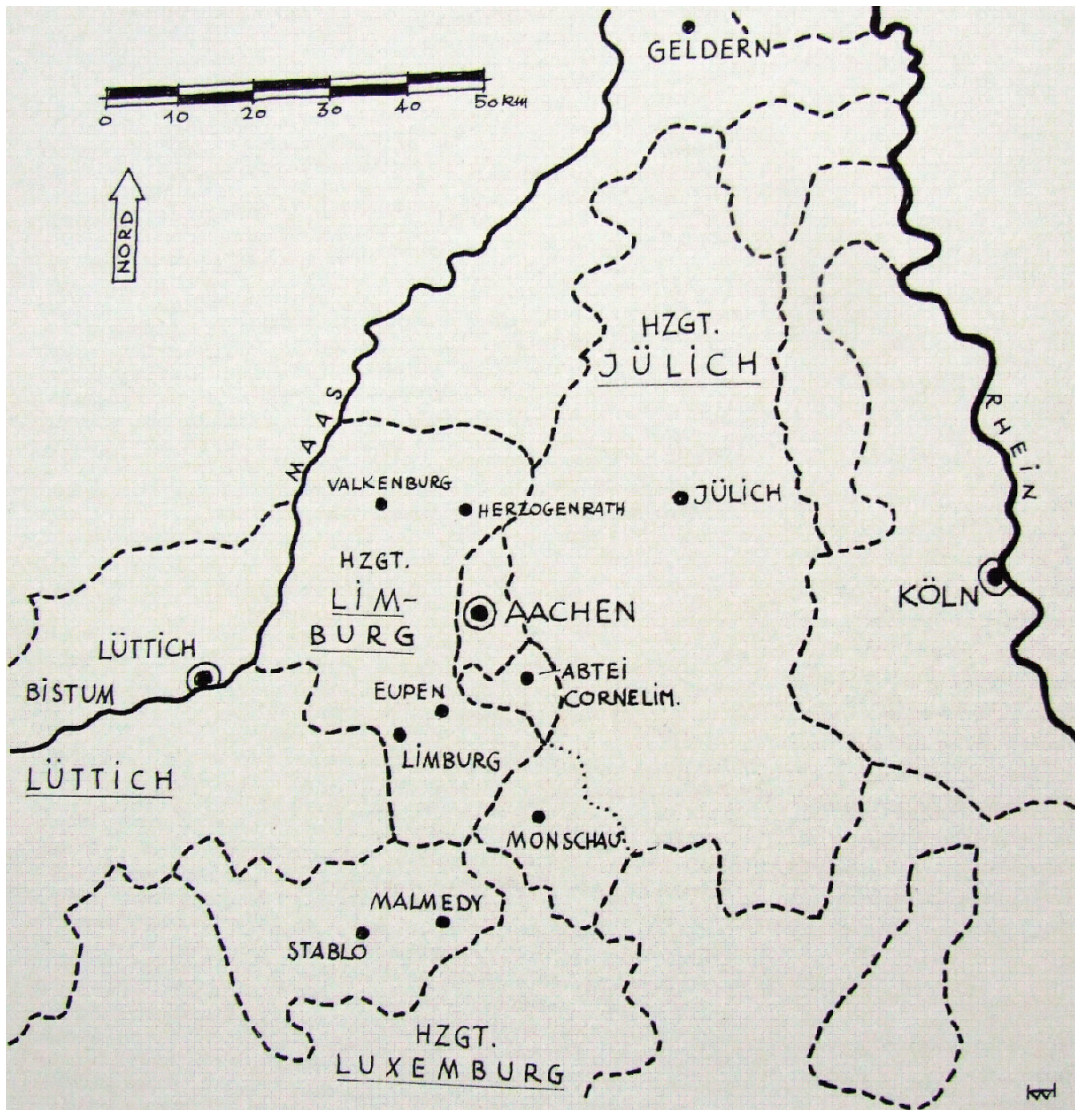 GELDERN
0 10 20 30 40 50 km
NORD
HZGT.
JÜLICH
MAAS
RHEIN
VALKENBURG
HERZOGENRATH
JÜLICH
HZGT.
LIM-
BURG
KÖLN
AACHEN
LÜTTICH
ABTEI
CORNELIM.
BISTUM
LÜTTICH
EUPEN
LIMBURG
MONSCHAU
MALMEDY
STABLO
HZGT.
LUXEMBURG